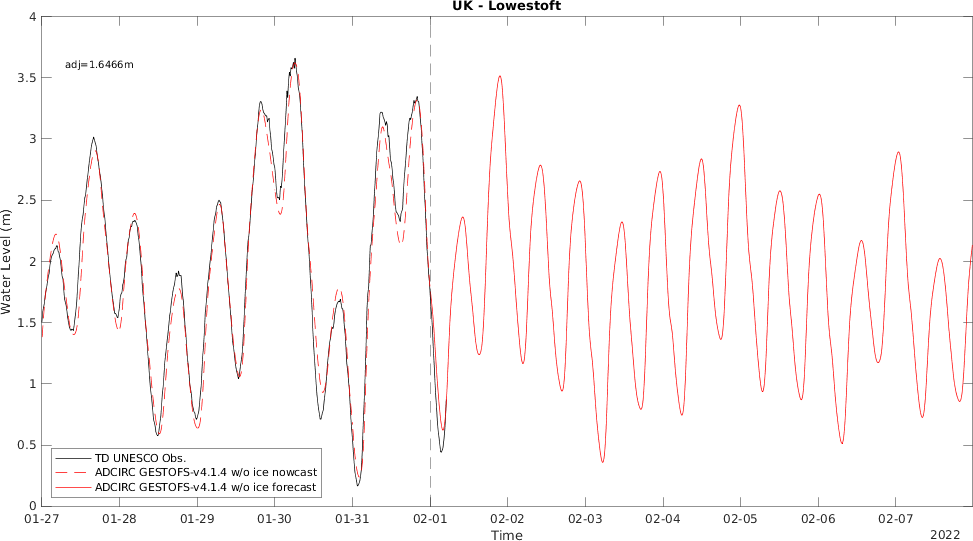 UK - Lowestoft
adj=1.6466m
4
3.5
3
2.5
2
1.5
1
0.5
0
Water Level (m)
TD UNESCO Obs.
ADCIRC GESTOFS-v4.1.4 w/o ice nowcast
ADCIRC GESTOFS-v4.1.4 w/o ice forecast
01-27 01-28 01-29 01-30 01-31 02-01 02-02 02-03 02-04 02-05 02-06 02-07
Time
2022